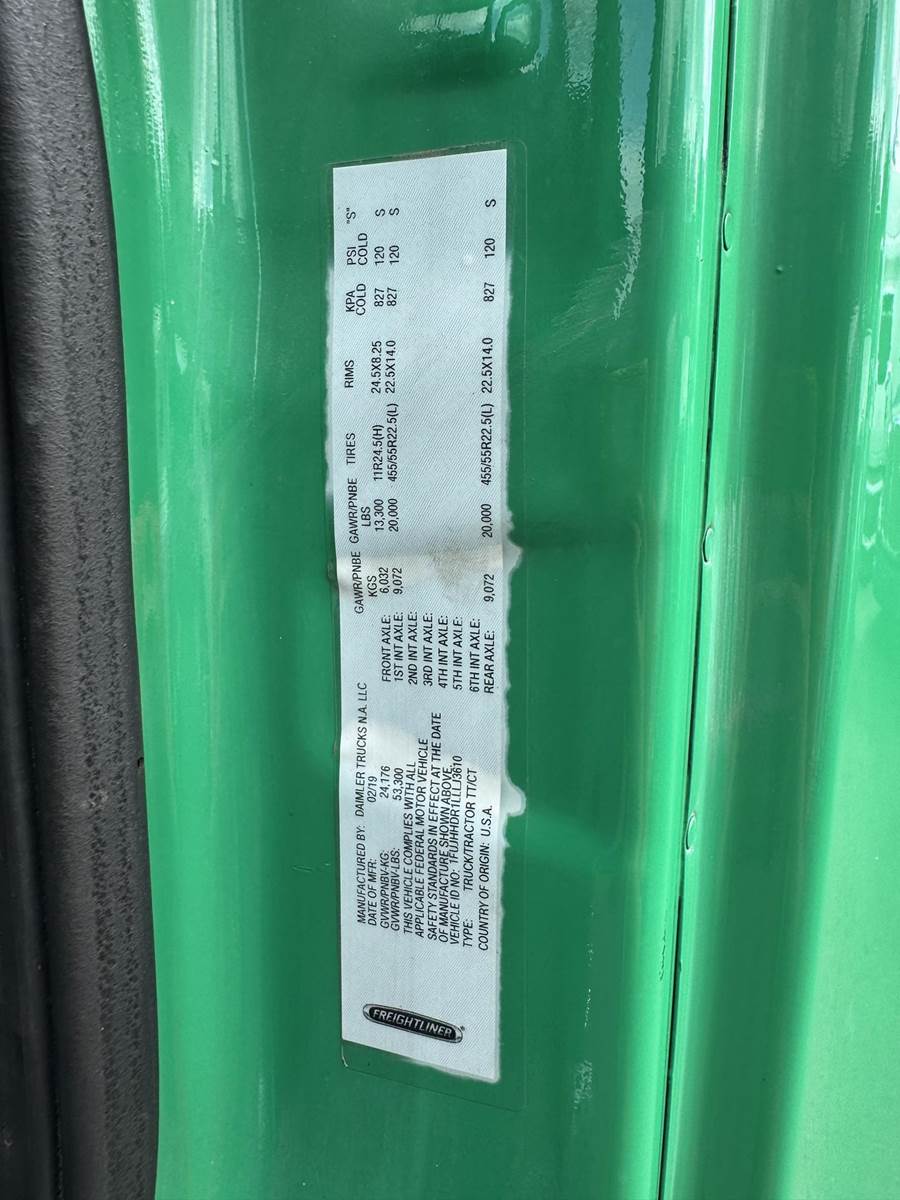 FREIGHTLINER
MANUFACTURED BY: DAIMLER TRUCKS N.A. LLC
DATE OF MFR: 02/19
GVWR/PNBV-KG: 24,176
GVWR/PNBV-LBS: 53,300
THIS VEHICLE COMPLIES WITH ALL
APPLICABLE FEDERAL MOTOR VEHICLE
SAFETY STANDARDS IN EFFECT AT THE DATE
OF MANUFACTURE SHOWN ABOVE.
VEHICLE ID NO: 1FUJHHDR1LLLJ3610
TYPE: TRUCK/TRACTOR TT/CT
COUNTRY OF ORIGIN: U.S.A.
GAWR/PNBE GAWR/PNBE TIRES RIMS KPA PSI "S"
KGS LBS COLD COLD
FRONT AXLE: 6,032 13,300 11R24.5(H) 24.5X8.25 827 120 S
1ST INT AXLE: 9,072 20,000 455/55R22.5(L) 22.5X14.0 827 120 S
2ND INT AXLE:
3RD INT AXLE:
4TH INT AXLE:
5TH INT AXLE:
6TH INT AXLE:
REAR AXLE: 9,072 20,000 455/55R22.5(L) 22.5X14.0 827 120 S